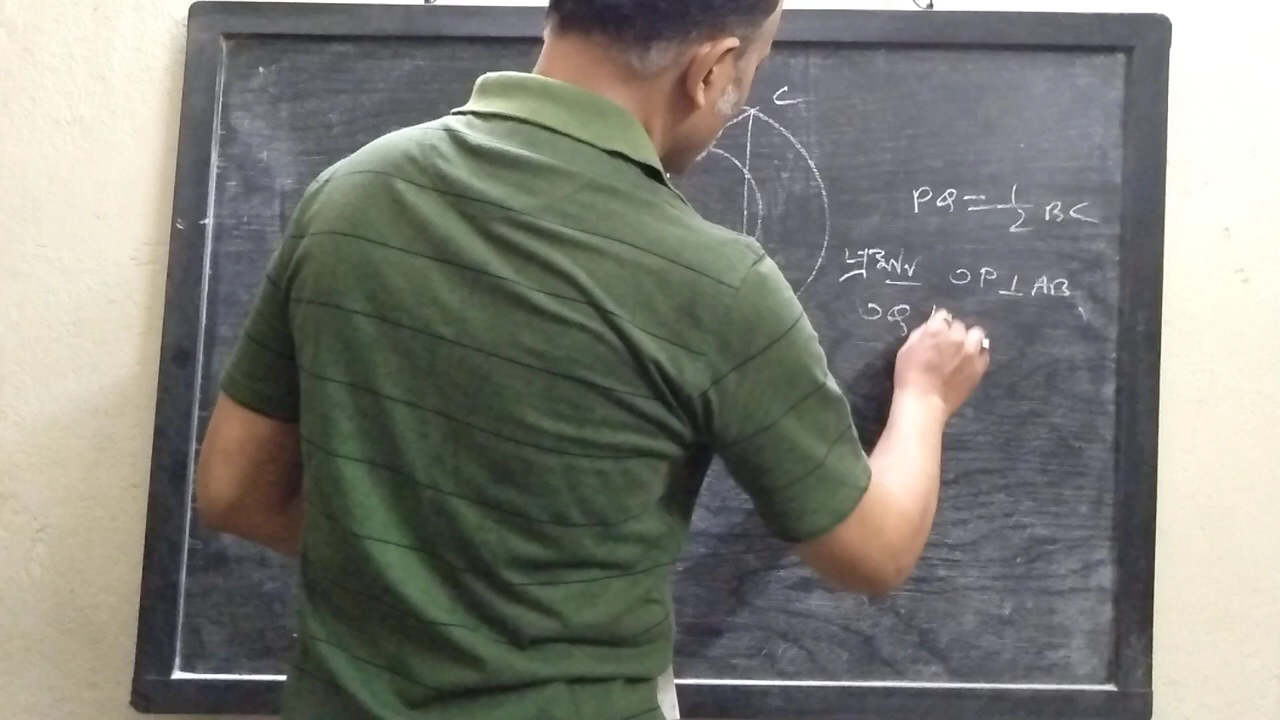 C
PQ = 1/2 BC
প্রমাণ OP ⊥ AB,
OQ